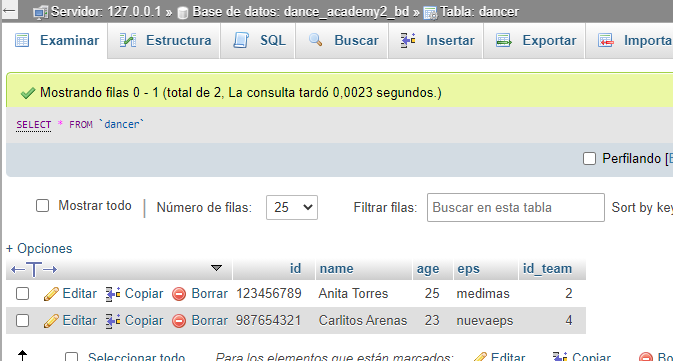 Servidor: 127.0.0.1 » Base de datos: dance_academy2_bd » Tabla: dancer
Examinar Estructura SQL Buscar Insertar Exportar Importa
Mostrando filas 0 - 1 (total de 2, La consulta tardó 0,0023 segundos.)
SELECT * FROM `dancer`
Perfilando [
Mostrar todo Número de filas: 25 Filtrar filas: Buscar en esta tabla Sort by key
+ Opciones
←T→ id name age eps id_team
Editar Copiar Borrar 123456789 Anita Torres 25 medimas 2
Editar Copiar Borrar 987654321 Carlitos Arenas 23 nuevaeps 4
Seleccionar todo Para los elementos que están marcados: Editar Copiar Bo